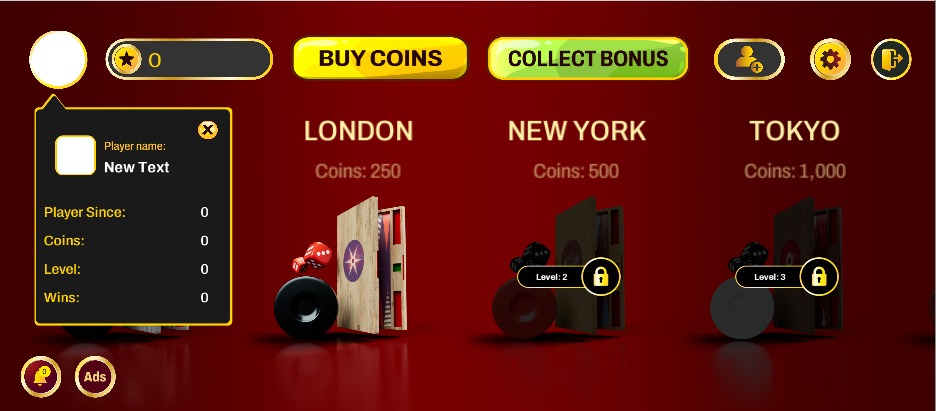 0
BUY COINS
COLLECT BONUS
Player name:
New Text
Player Since: 0
Coins: 0
Level: 0
Wins: 0
LONDON
Coins: 250
NEW YORK
Coins: 500
Level: 2
TOKYO
Coins: 1,000
Level: 3
0
Ads